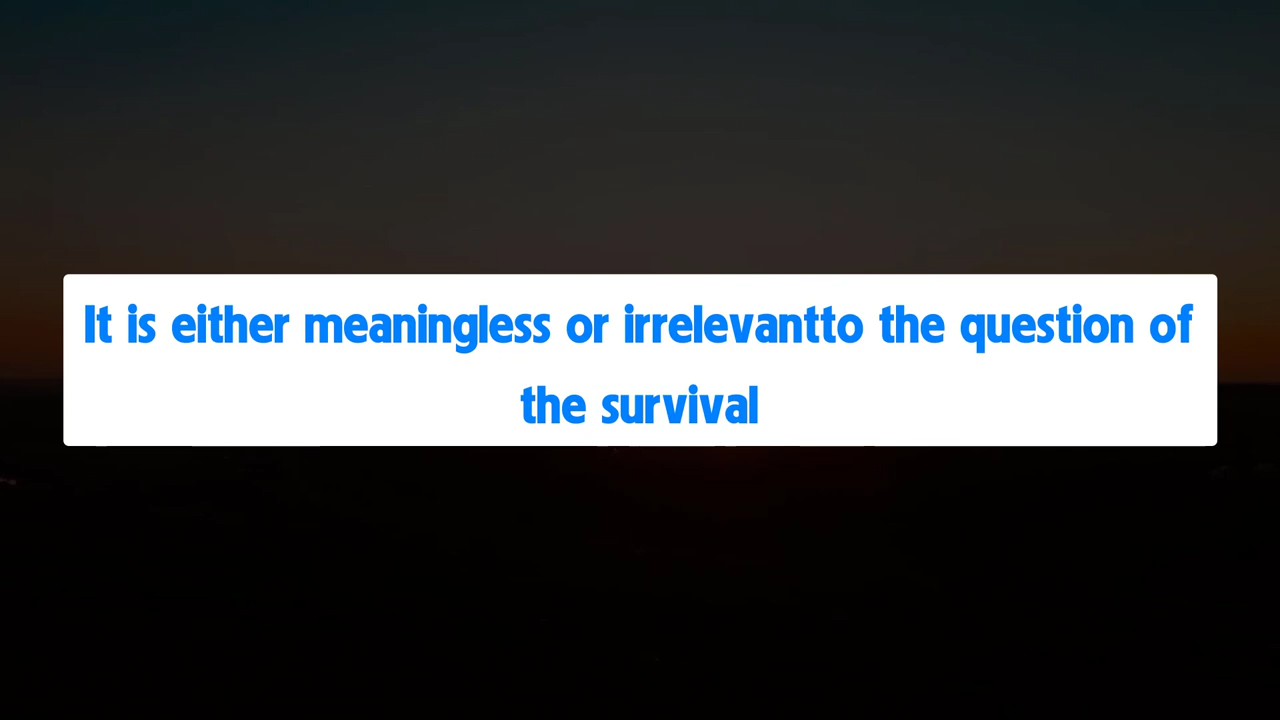 It is either meaningless or irrelevantto the question of
the survival